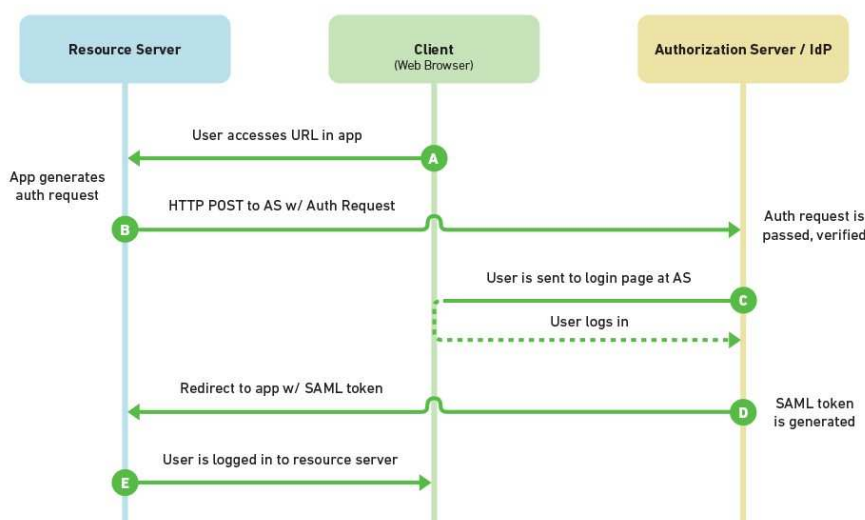 Resource Server
Client
(Web Browser)
Authorization Server / IdP
User accesses URL in app
A
App generates
auth request
HTTP POST to AS w/ Auth Request
B
Auth request is
passed, verified
User is sent to login page at AS
C
User logs in
Redirect to app w/ SAML token
D
SAML token
is generated
User is logged in to resource server
E